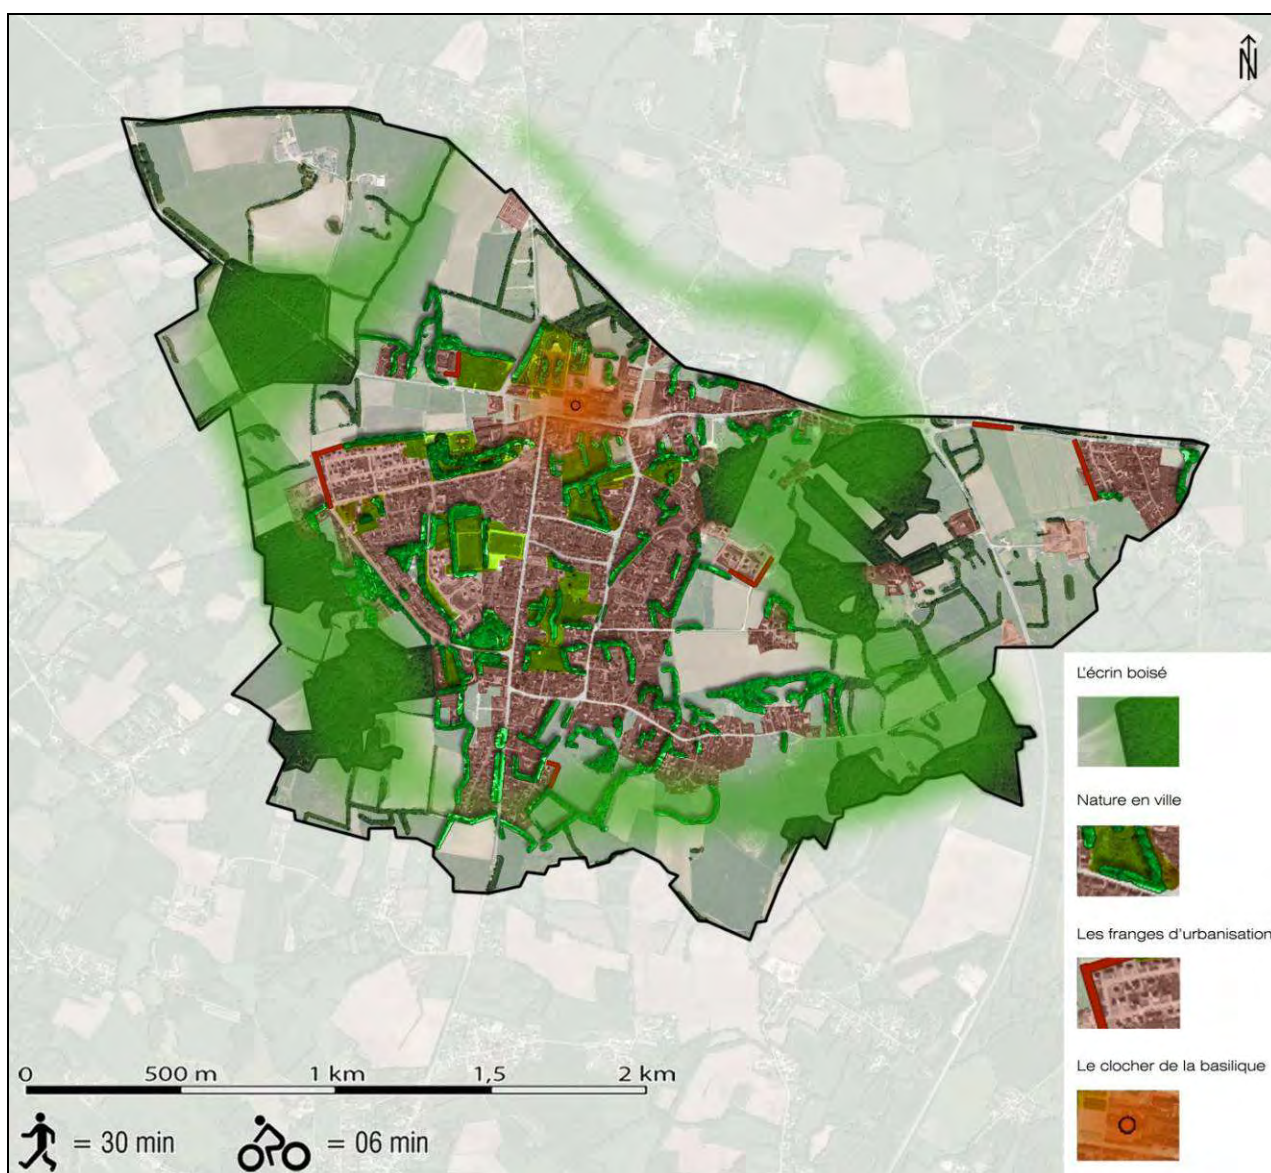 N
L'écrin boisé
Nature en ville
Les franges d'urbanisation
Le clocher de la basilique
0 500 m 1 km 1,5 2 km
= 30 min = 06 min